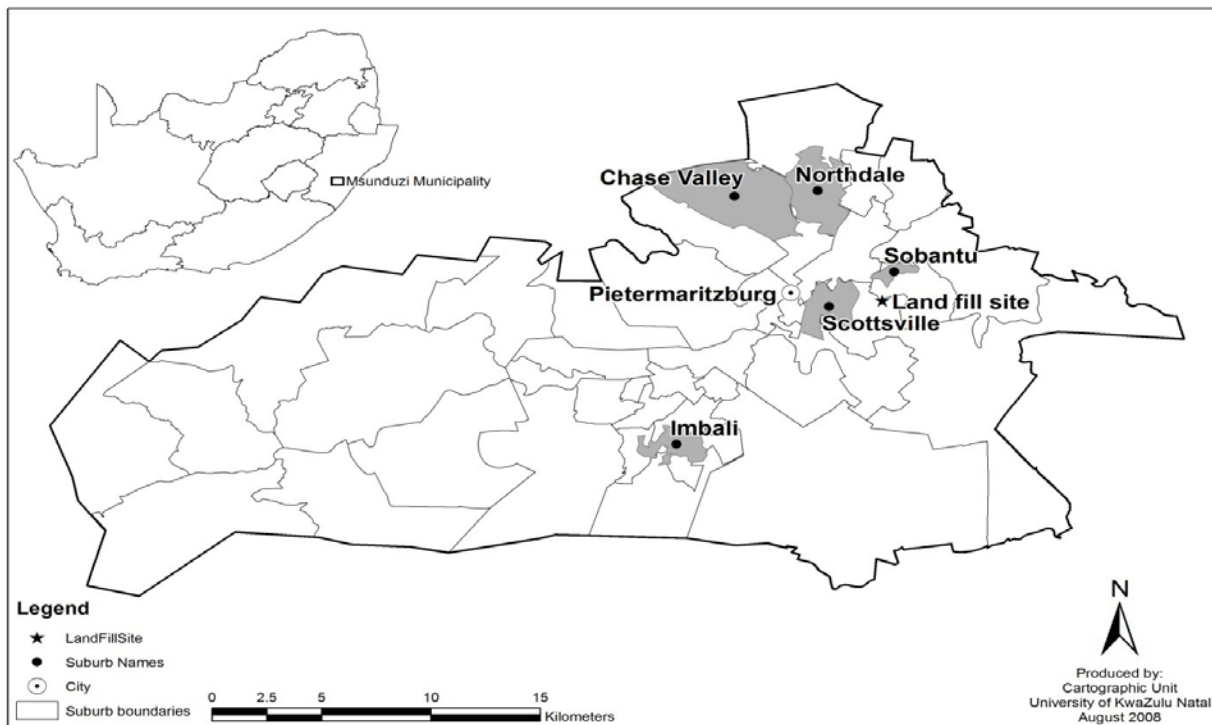 Msunduzi Municipality
Chase Valley
Northdale
Sobantu
Pietermaritzburg
Land fill site
Scottsville
Imbali
Legend
LandFillSite
Suburb Names
City
Suburb boundaries
0 2.5 5 10 15
Kilometers
N
Produced by:
Cartographic Unit
University of KwaZulu Natal
August 2008